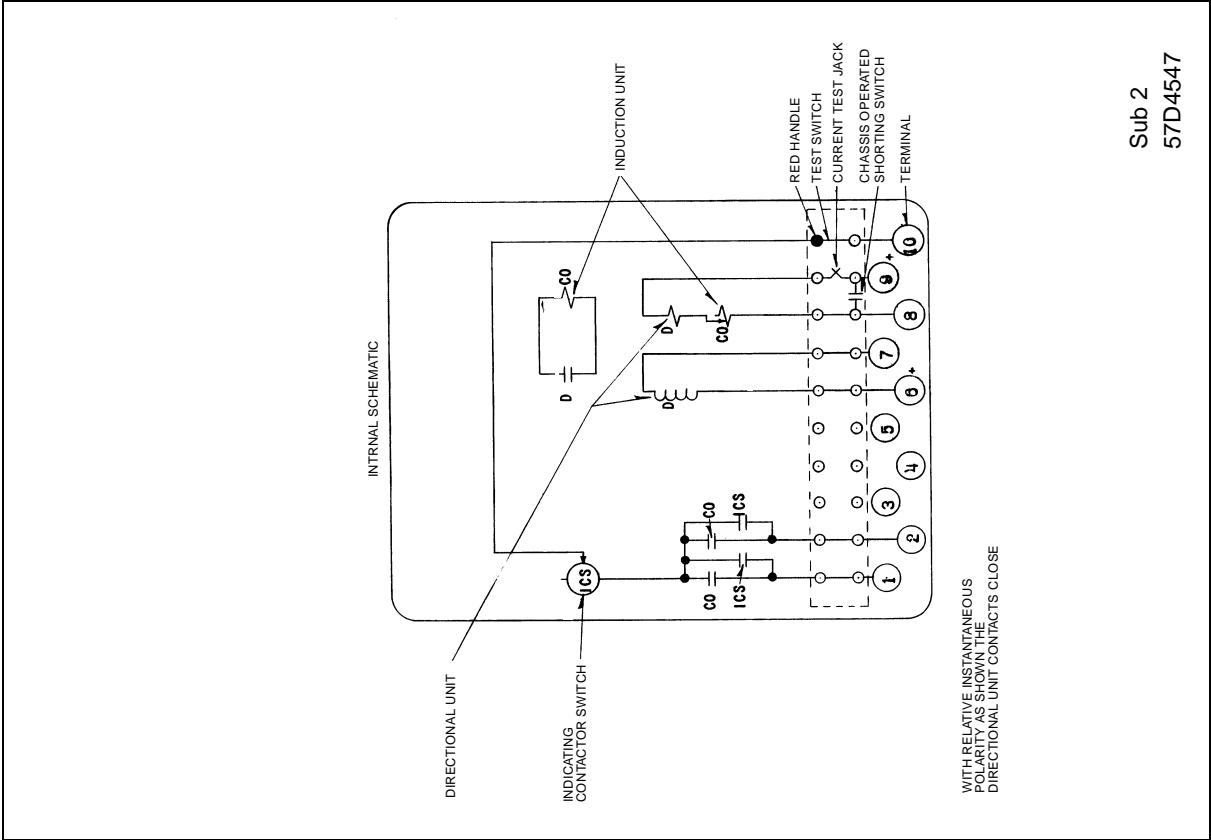 INTRNAL SCHEMATIC
INDUCTION UNIT
DIRECTIONAL UNIT
INDICATING
CONTACTOR SWITCH
RED HANDLE
TEST SWITCH
CURRENT TEST JACK
CHASSIS OPERATED
SHORTING SWITCH
TERMINAL
D
CO
D
CO
D
ICS
CO
ICS
CO
ICS
1
2
3
4
5
6
+
7
8
9
+
10
WITH RELATIVE INSTANTANEOUS
POLARITY AS SHOWN THE
DIRECTIONAL UNIT CONTACTS CLOSE
Sub 2
57D4547